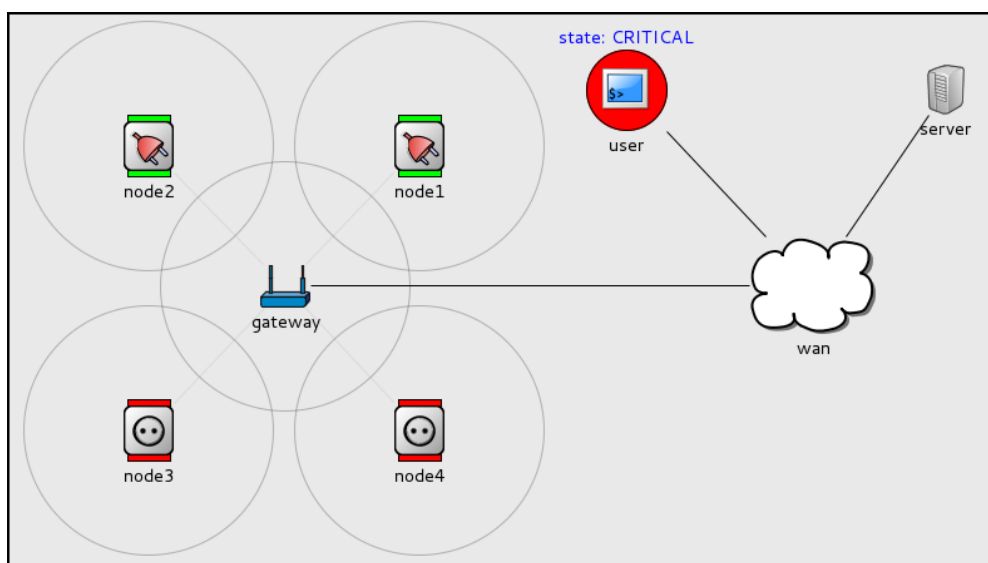 state: CRITICAL
$>
user
server
node2
node1
gateway
wan
node3
node4